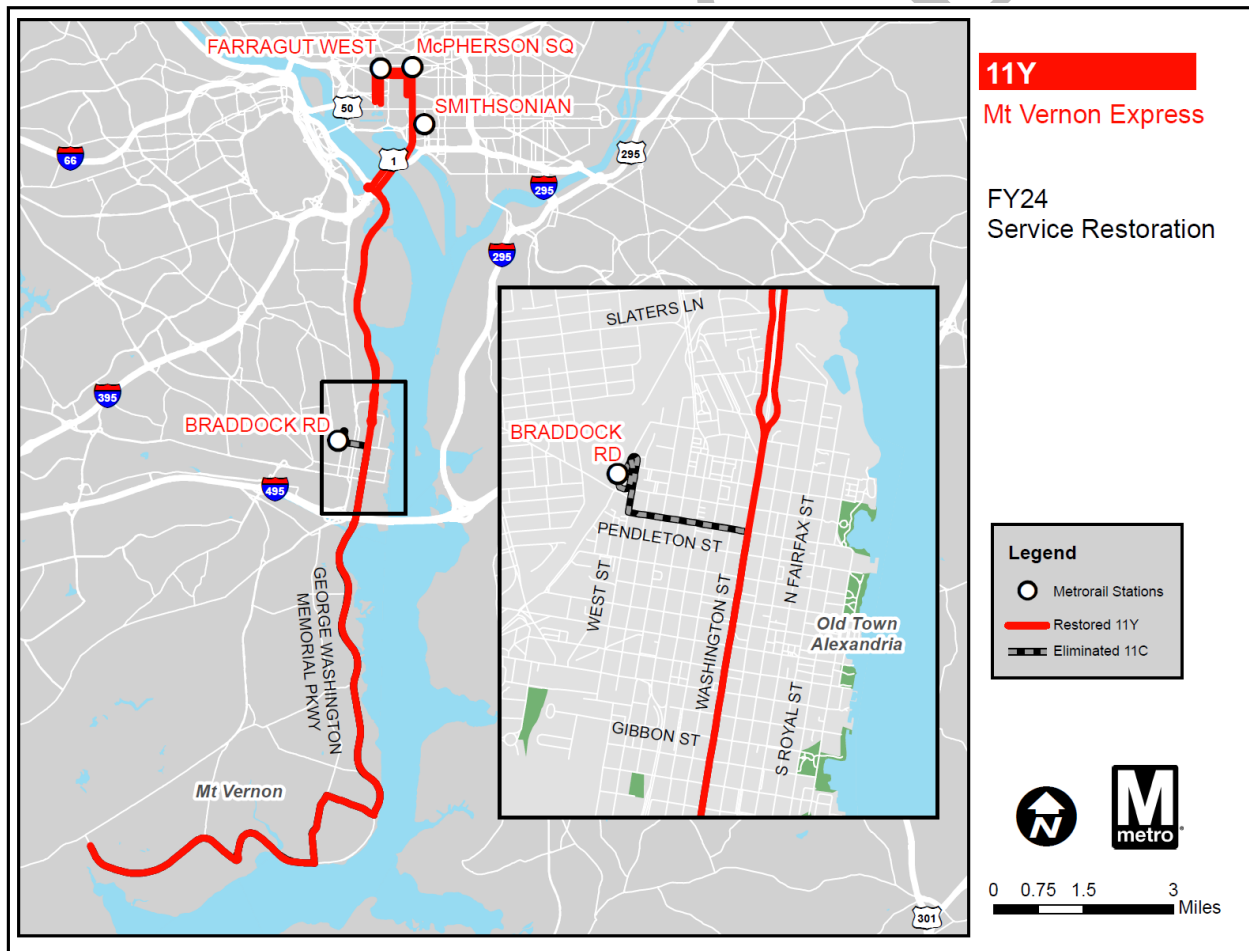 FARRAGUT WEST
McPHERSON SQ
50
SMITHSONIAN
1
66
295
295
295
395
BRADDOCK RD
495
GEORGE WASHINGTON
MEMORIAL PKWY
Mt Vernon
301
SLATERS LN
BRADDOCK
RD
PENDLETON ST
WEST ST
WASHINGTON ST
N FAIRFAX ST
Old Town
Alexandria
GIBBON ST
S ROYAL ST
11Y
Mt Vernon Express
FY24
Service Restoration
Legend
Metrorail Stations
Restored 11Y
Eliminated 11C
N
M
metro
0 0.75 1.5 3
Miles